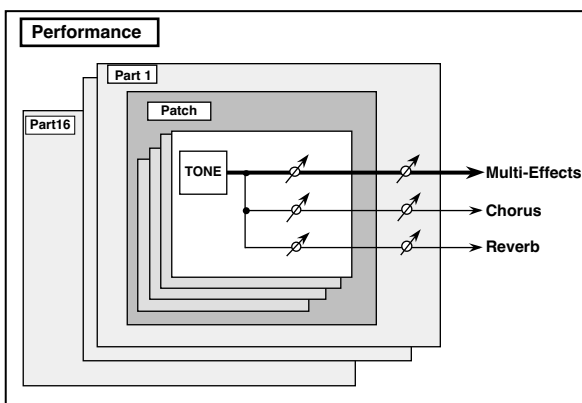 Performance
Part 1
Patch
Part16
TONE
Multi-Effects
Chorus
Reverb